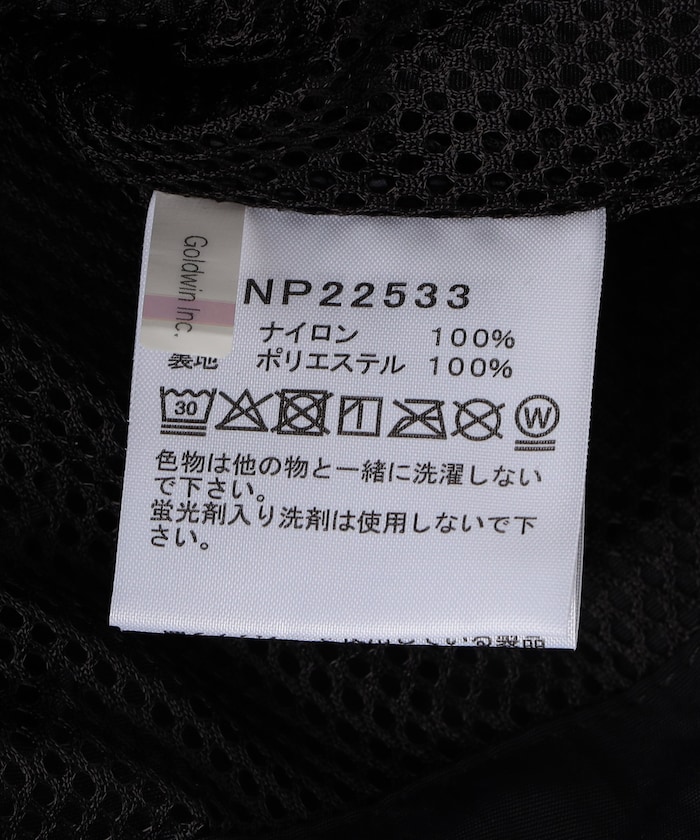 Goldwin Inc.
NP22533
ナイロン 100%
裏地 ポリエステル 100%
30 W
色物は他の物と一緒に洗濯しない
で下さい。
蛍光剤入り洗剤は使用しないで下
さい。